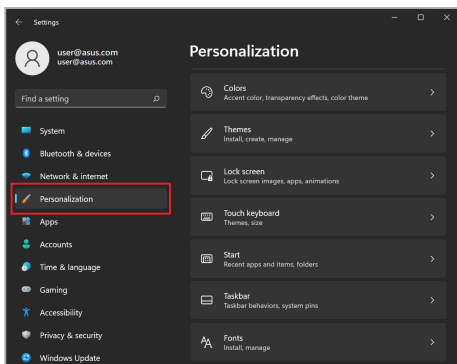 Settings
user@asus.com
user@asus.com
Find a setting
System
Bluetooth & devices
Network & internet
Personalization
Apps
Accounts
Time & language
Gaming
Accessibility
Privacy & security
Windows Update
Personalization
Colors
Accent color, transparency effects, color theme
Themes
Install, create, manage
Lock screen
Lock screen images, apps, animations
Touch keyboard
Themes, size
Start
Recent apps and items, folders
Taskbar
Taskbar behaviors, system pins
Fonts
Install, manage